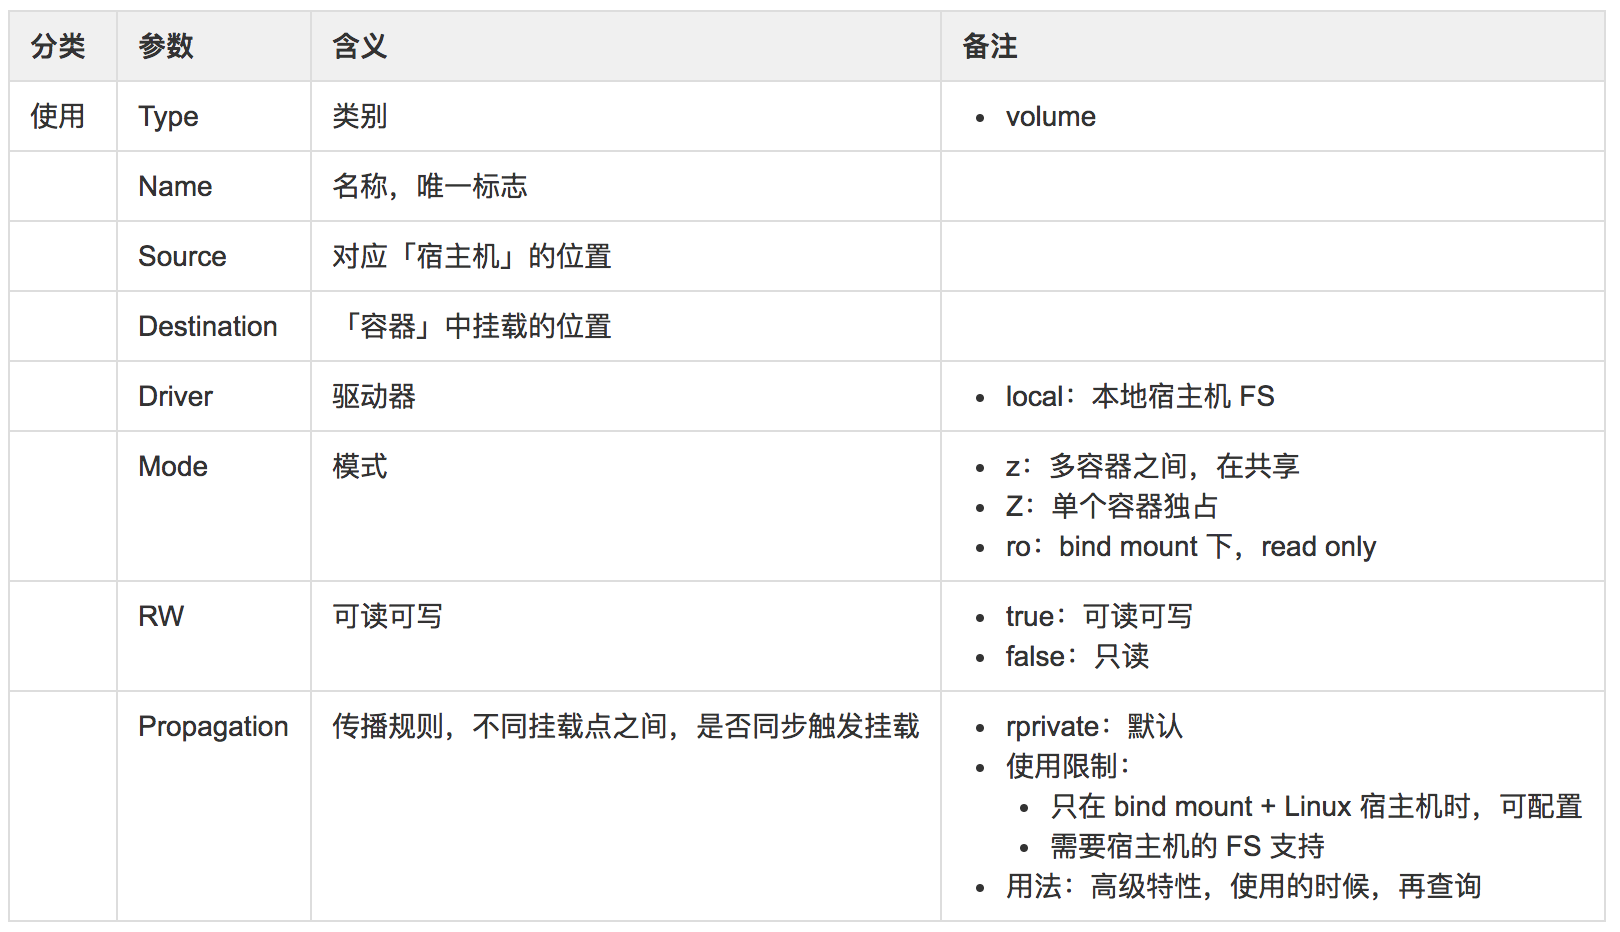 分类 参数 含义 备注
使用 Type 类别 • volume
Name 名称，唯一标志
Source 对应「宿主机」的位置
Destination 「容器」中挂载的位置
Driver 驱动器 • local：本地宿主机 FS
Mode 模式 • z：多容器之间，在共享
• Z：单个容器独占
• ro：bind mount 下，read only
RW 可读可写 • true：可读可写
• false：只读
Propagation 传播规则，不同挂载点之间，是否同步触发挂载 • rprivate：默认
• 使用限制：
• 只在 bind mount + Linux 宿主机时，可配置
• 需要宿主机的 FS 支持
• 用法：高级特性，使用的时候，再查询